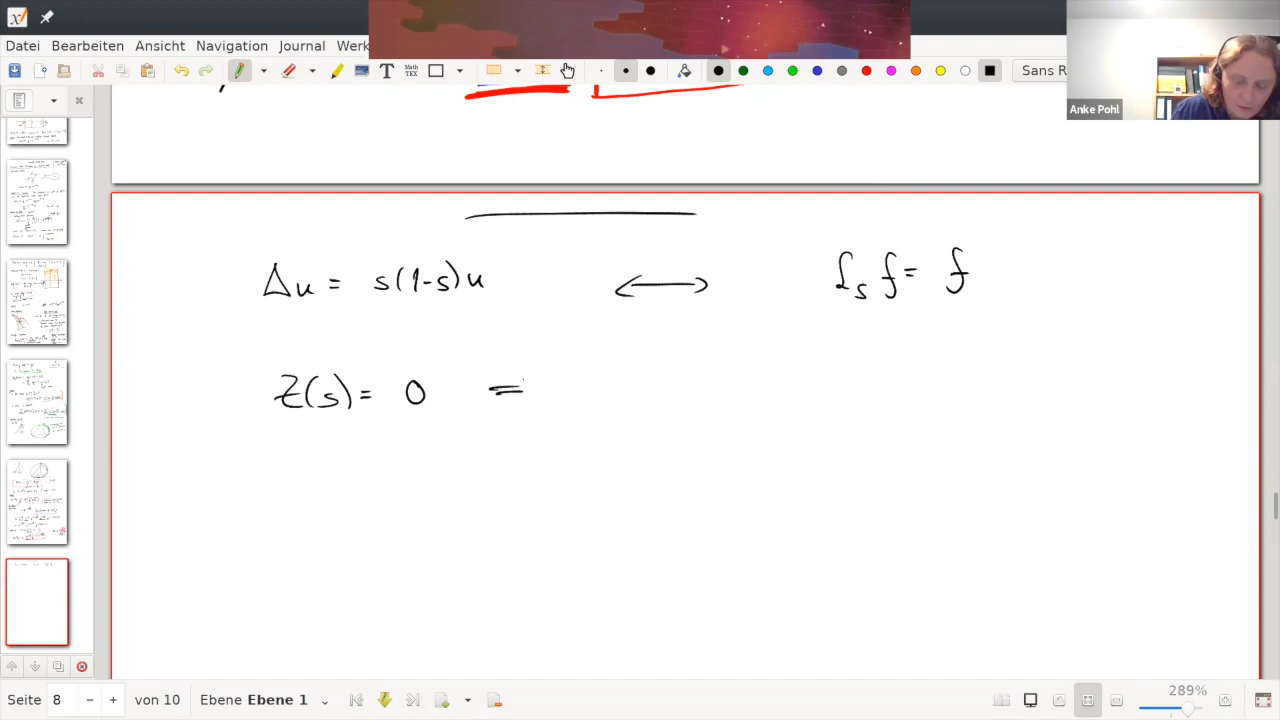 Datei Bearbeiten Ansicht Navigation Journal Werk
Sans R
Anke Pohl
Δu = s(1-s)u ⟷ ℒ_s f = f
Z(s) = 0 =
Seite 8 von 10 Ebene Ebene 1 289%